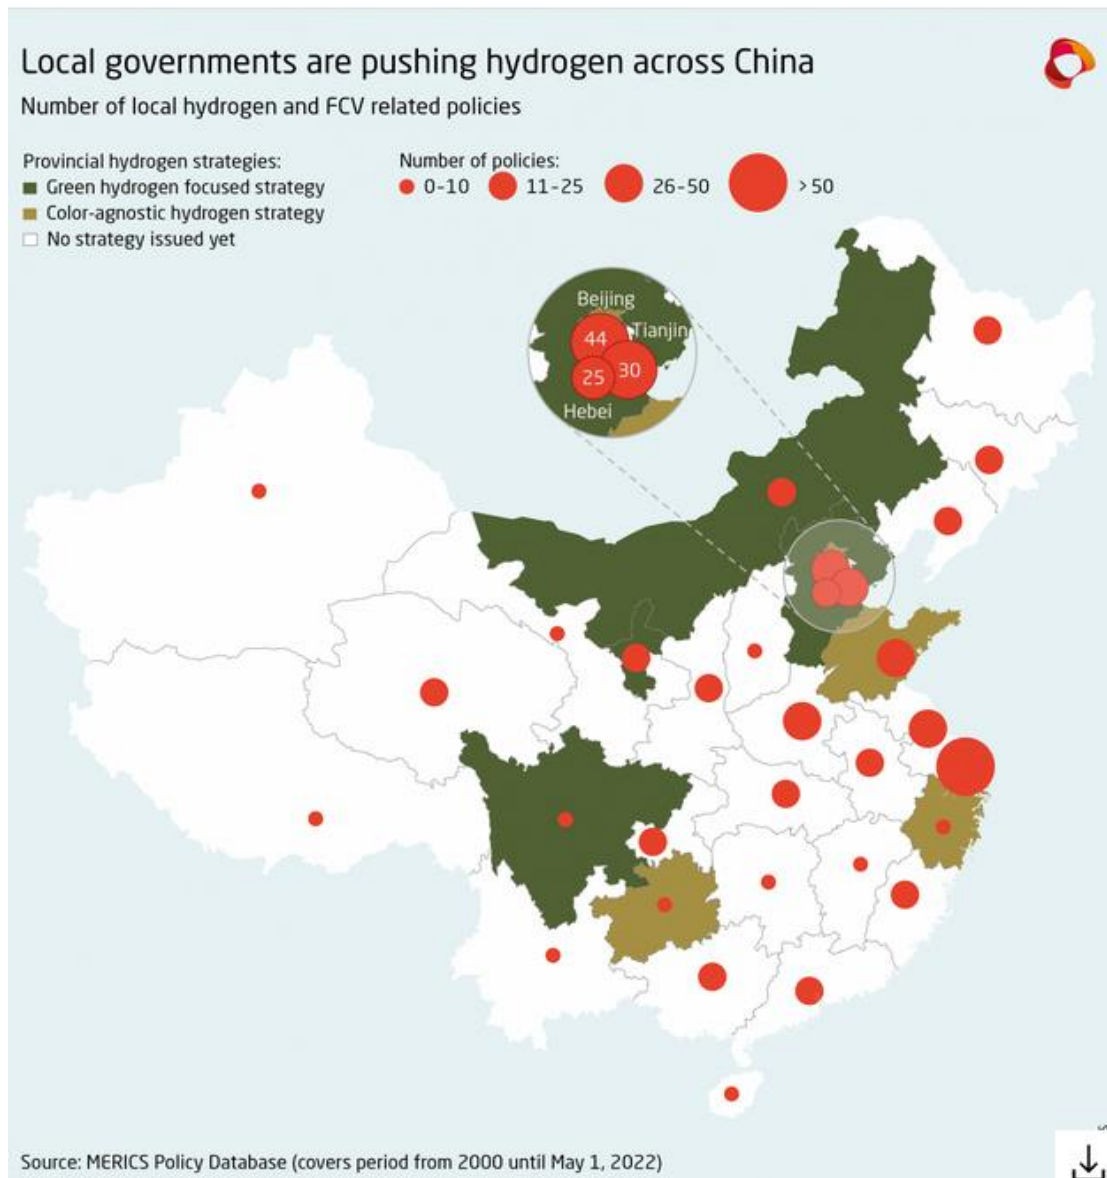 Local governments are pushing hydrogen across China
Number of local hydrogen and FCV related policies
Provincial hydrogen strategies:
Green hydrogen focused strategy
Color-agnostic hydrogen strategy
No strategy issued yet
Number of policies:
0-10
11-25
26-50
> 50
Beijing
44
Tianjin
25
30
Hebei
Source: MERICS Policy Database (covers period from 2000 until May 1, 2022)